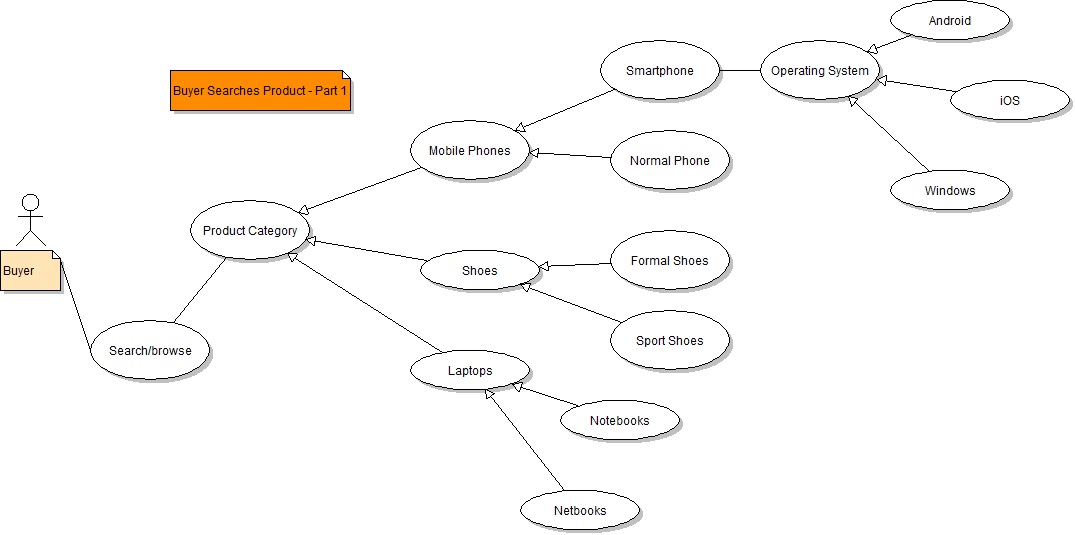 Android
Smartphone
Operating System
Buyer Searches Product - Part 1
iOS
Mobile Phones
Normal Phone
Windows
Product Category
Buyer
Shoes
Formal Shoes
Search/browse
Sport Shoes
Laptops
Notebooks
Netbooks